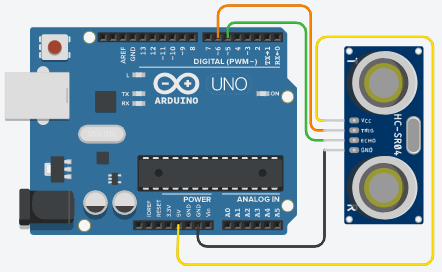 AREF
GND
13
12
~11
~10
~9
8
7
~6
~5
4
~3
2
TX→1
RX←0
DIGITAL (PWM~)
L
TX
RX
ARDUINO
UNO
ON
IOREF
RESET
3.3V
5V
GND
GND
Vin
POWER
ANALOG IN
A0
A1
A2
A3
A4
A5
T
VCC
TRIG
ECHO
GND
HC-SR04
R